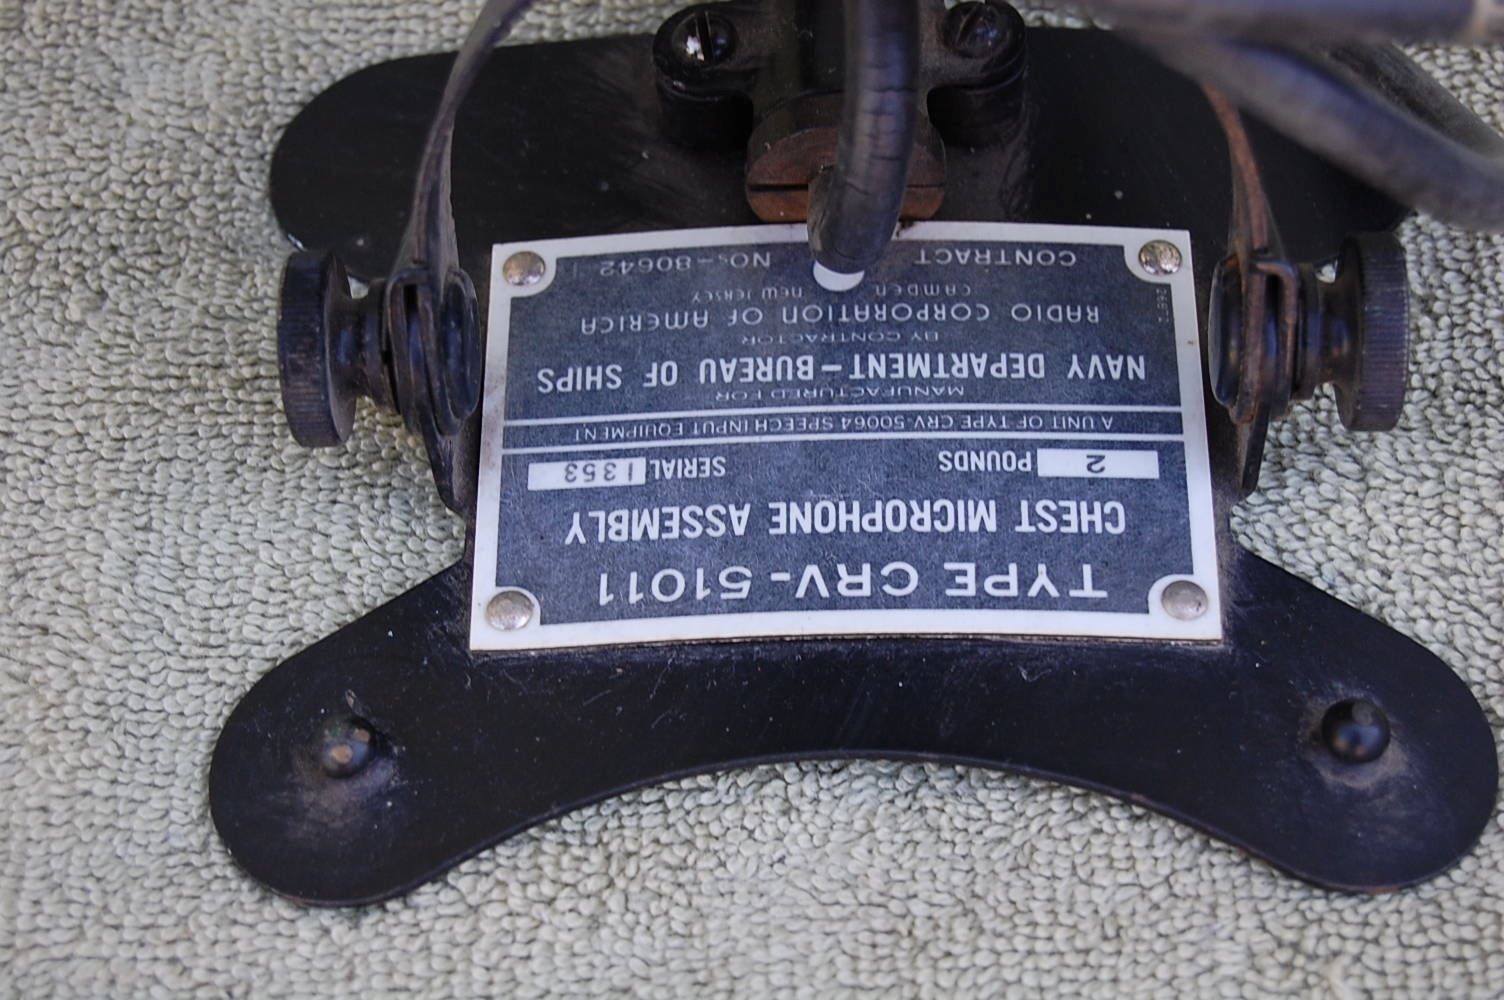 TYPE CRV-51011
CHEST MICROPHONE ASSEMBLY
2 POUNDS SERIAL 1353
A UNIT OF TYPE CRV-50064 SPEECH INPUT EQUIPMENT
MANUFACTURED FOR
NAVY DEPARTMENT-BUREAU OF SHIPS
BY CONTRACTOR
RADIO CORPORATION OF AMERICA
CAMDEN, NEW JERSEY
CONTRACT NOs-80642